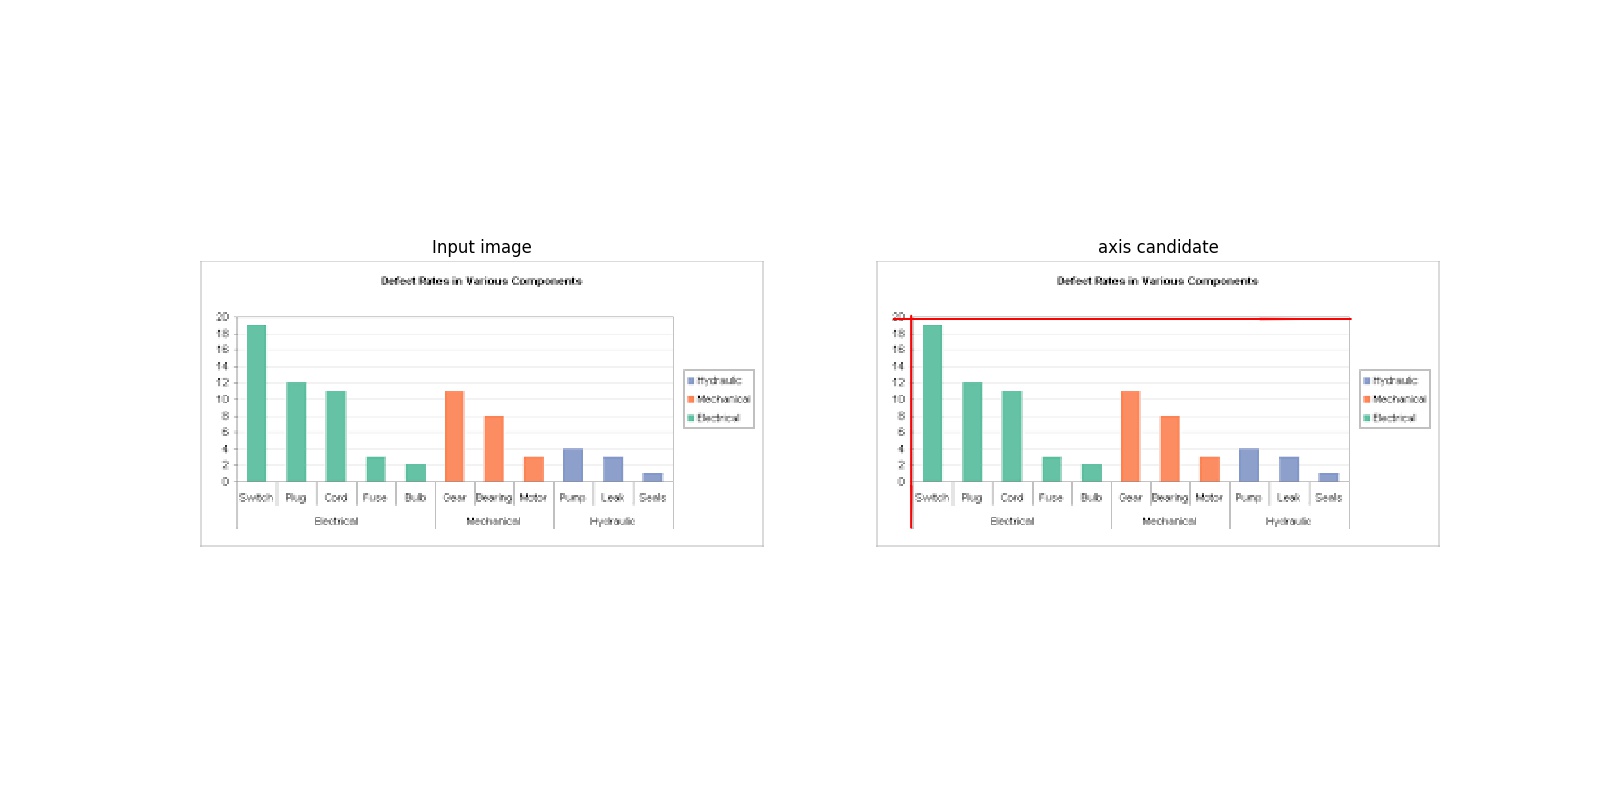 Input image
Defect Rates in Various Components
20
18
16
14
12
10
8
6
4
2
0
Switch Plug Cord Fuse Bulb Gear Bearing Motor Pump Leak Seals
Electrical Mechanical Hydraulic
Hydraulic
Mechanical
Electrical
axis candidate
Defect Rates in Various Components
20
18
16
14
12
10
8
6
4
2
0
Switch Plug Cord Fuse Bulb Gear Bearing Motor Pump Leak Seals
Electrical Mechanical Hydraulic
Hydraulic
Mechanical
Electrical